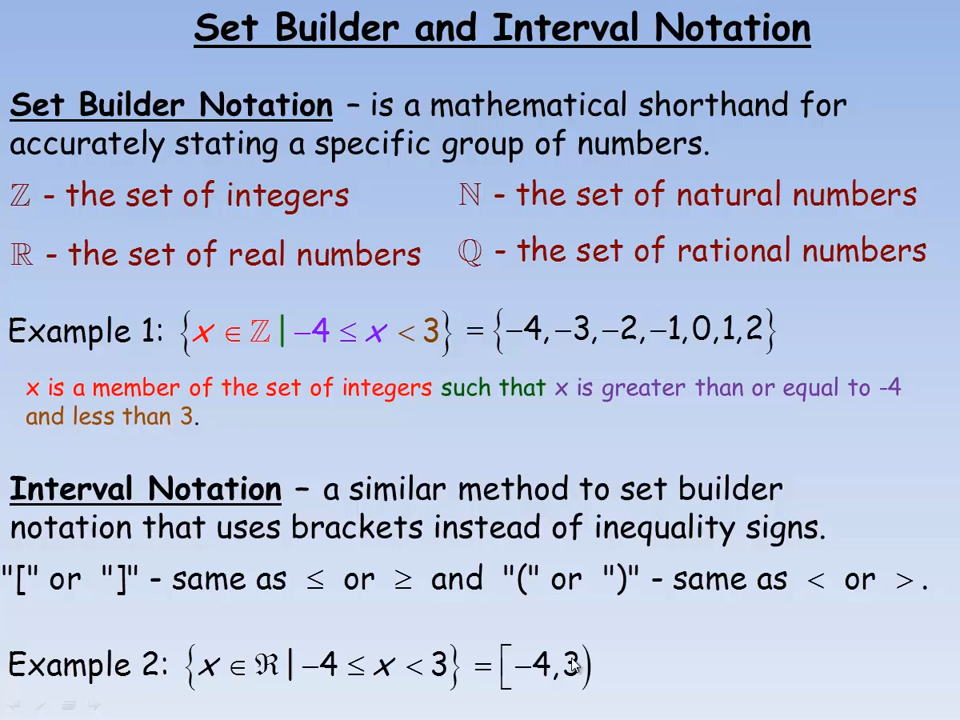 Set Builder and Interval Notation
Set Builder Notation – is a mathematical shorthand for
accurately stating a specific group of numbers.
ℤ - the set of integers ℕ - the set of natural numbers
ℝ - the set of real numbers ℚ - the set of rational numbers
Example 1: {x ∈ ℤ | −4 ≤ x < 3} = {−4, −3, −2, −1, 0, 1, 2}
x is a member of the set of integers such that x is greater than or equal to -4
and less than 3.
Interval Notation – a similar method to set builder
notation that uses brackets instead of inequality signs.
"[" or "]" - same as ≤ or ≥ and "(" or ")" - same as < or > .
Example 2: {x ∈ ℜ | −4 ≤ x < 3} = [−4, 3)